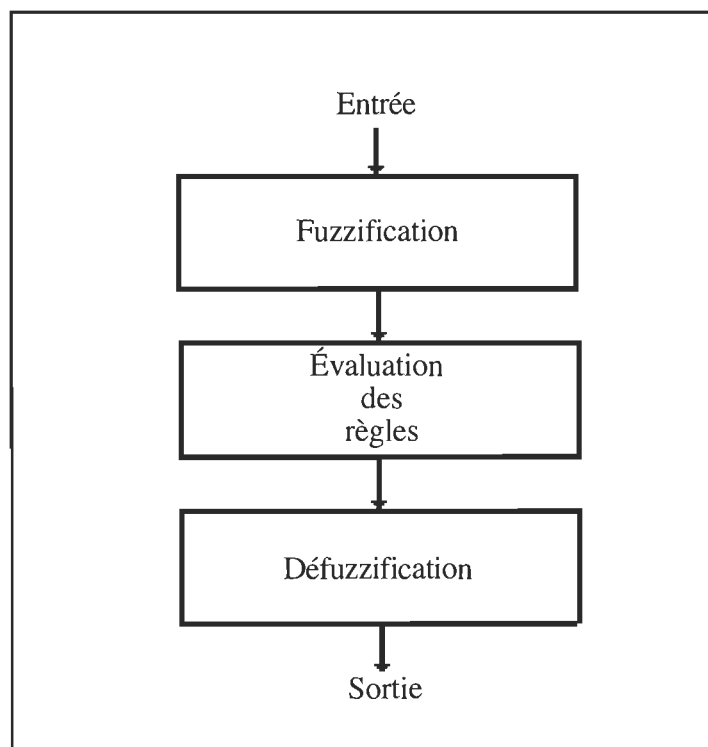 Entrée
Fuzzification
Évaluation
des
règles
Défuzzification
Sortie